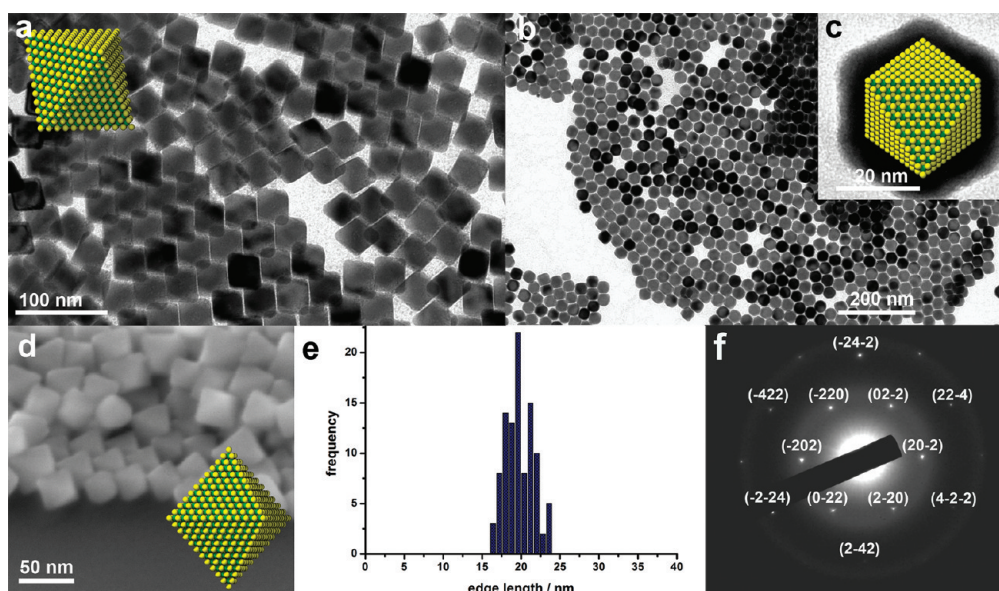 a
100 nm
b
200 nm
c
20 nm
d
50 nm
e
frequency
20
15
10
5
0
0 5 10 15 20 25 30 35 40
edge length / nm
f
(-24-2)
(-422) (-220) (02-2) (22-4)
(-202) (20-2)
(-2-24) (0-22) (2-20) (4-2-2)
(2-42)